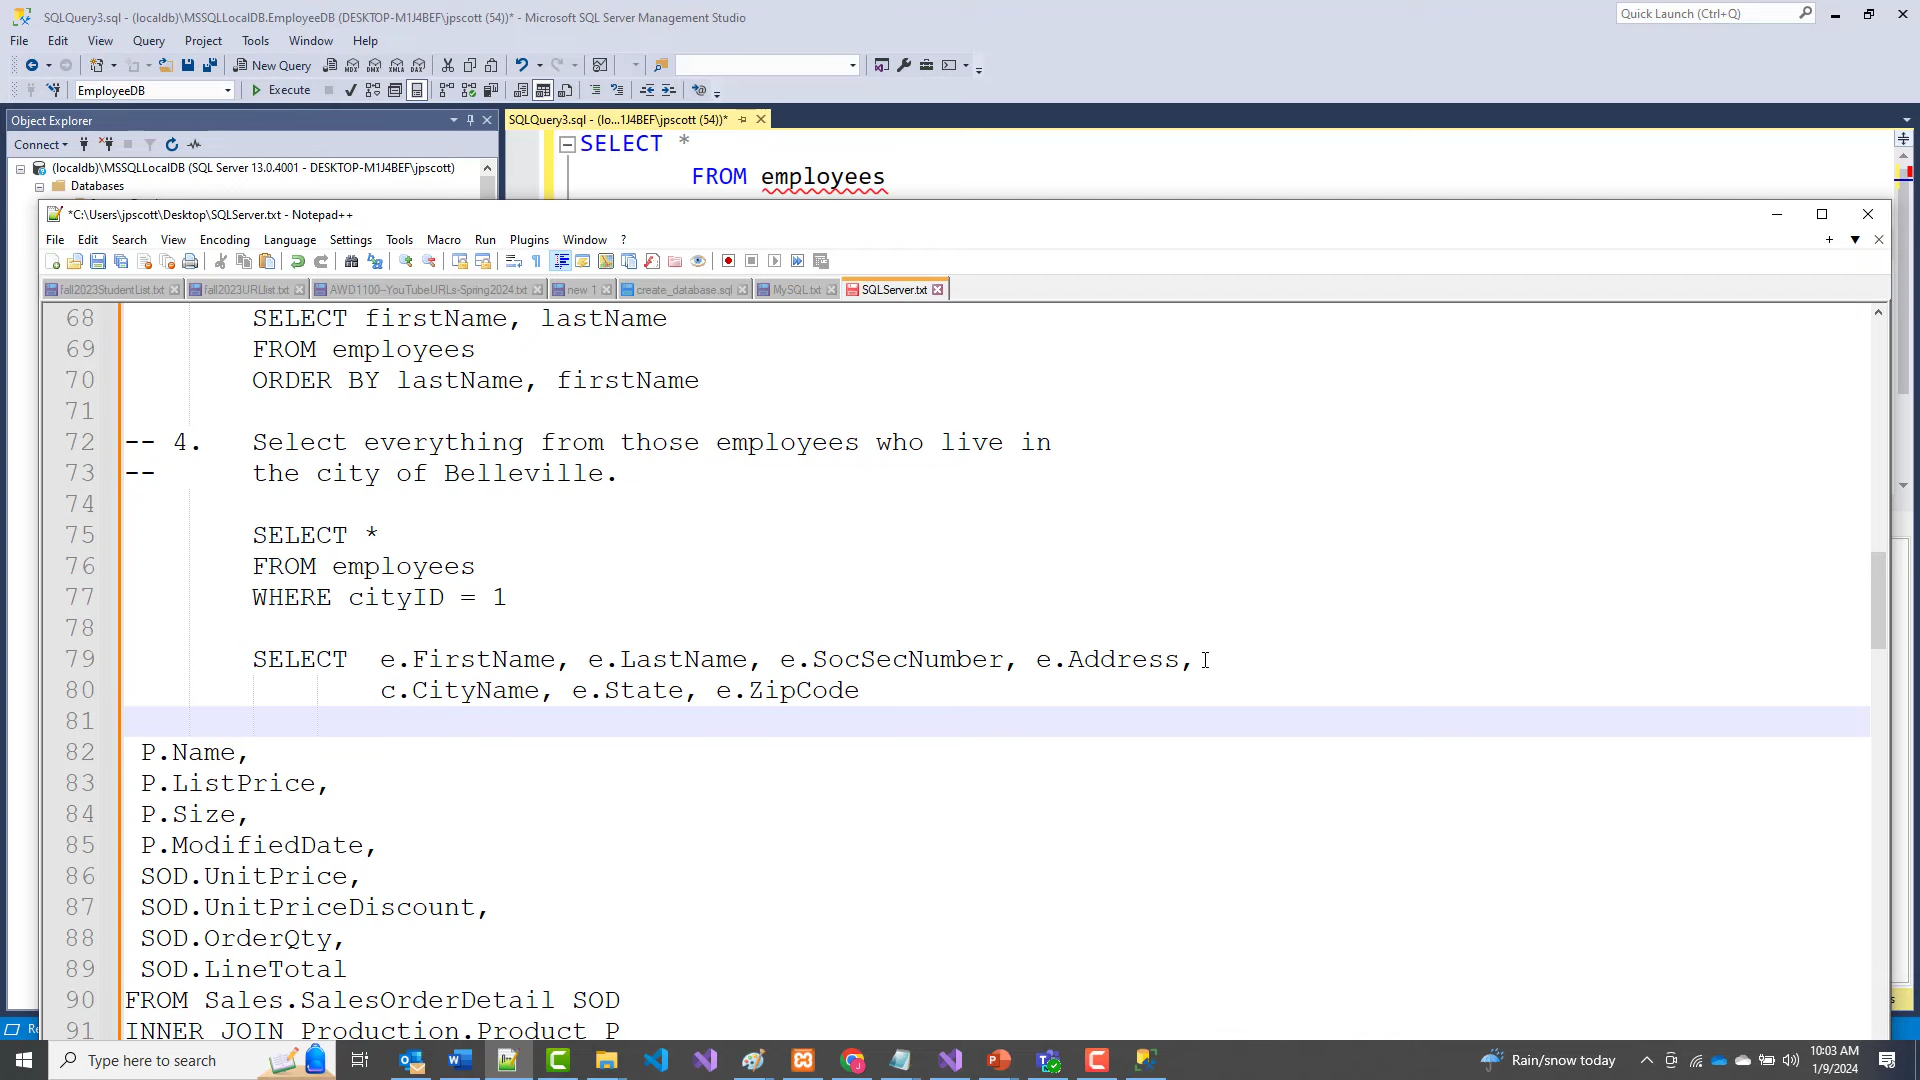 SQLQuery3.sql - (localdb)\MSSQLLocalDB.EmployeeDB (DESKTOP-M1J4BEF\jpscott (54))* - Microsoft SQL Server Management Studio
Quick Launch (Ctrl+Q)
File Edit View Query Project Tools Window Help
New Query
EmployeeDB
Execute
Object Explorer
SQLQuery3.sql - (lo...1J4BEF\jpscott (54))*
Connect
(localdb)\MSSQLLocalDB (SQL Server 13.0.4001 - DESKTOP-M1J4BEF\jpscott)
Databases
SELECT *
FROM employees
*C:\Users\jpscott\Desktop\SQLServer.txt - Notepad++
File Edit Search View Encoding Language Settings Tools Macro Run Plugins Window ?
fall2023StudentList.txt fall2023URLlist.txt AWD1100--YouTubeURLs-Spring2024.txt new 1 create_database.sql MySQL.txt SQLServer.txt
68 SELECT firstName, lastName
69 FROM employees
70 ORDER BY lastName, firstName
71
72 -- 4. Select everything from those employees who live in
73 -- the city of Belleville.
74
75 SELECT *
76 FROM employees
77 WHERE cityID = 1
78
79 SELECT e.FirstName, e.LastName, e.SocSecNumber, e.Address,
80 c.CityName, e.State, e.ZipCode
81
82 P.Name,
83 P.ListPrice,
84 P.Size,
85 P.ModifiedDate,
86 SOD.UnitPrice,
87 SOD.UnitPriceDiscount,
88 SOD.OrderQty,
89 SOD.LineTotal
90 FROM Sales.SalesOrderDetail SOD
91 INNER JOIN Production.Product P
Type here to search
Rain/snow today
10:03 AM
1/9/2024